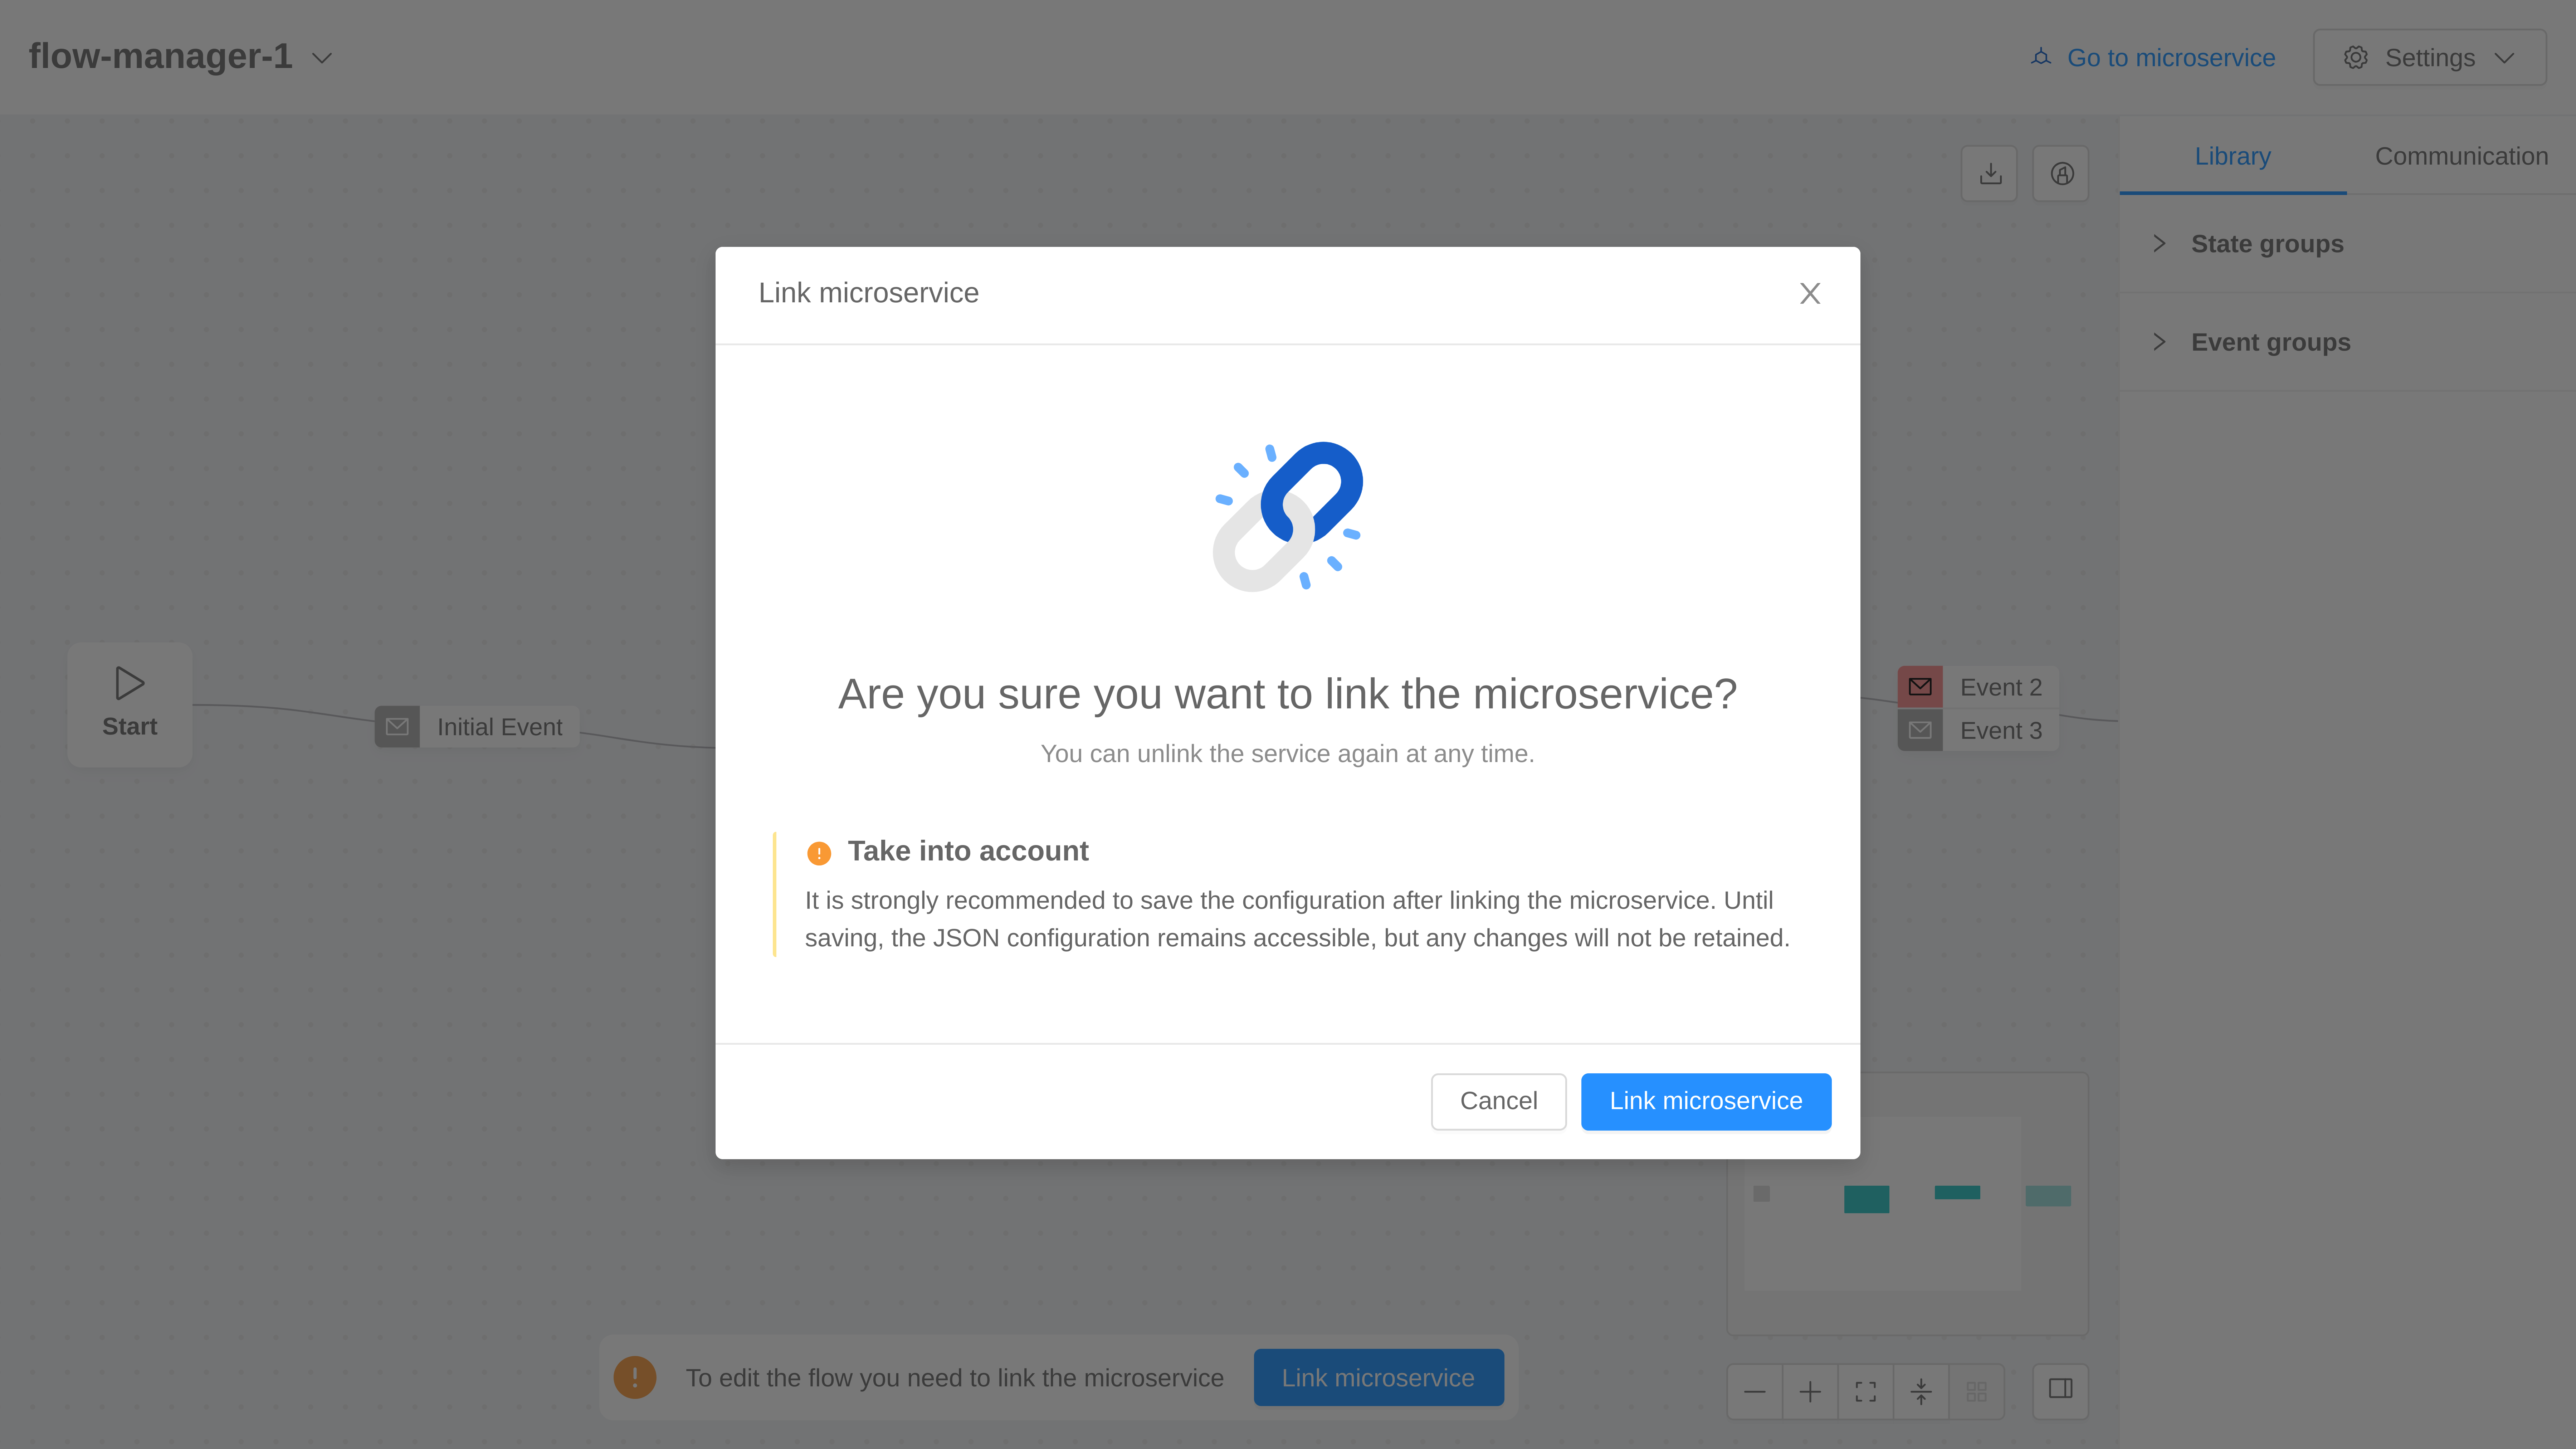 flow-manager-1
Go to microservice
Settings
Library
Communication
State groups
Event groups
Link microservice
Are you sure you want to link the microservice?
You can unlink the service again at any time.
Take into account
It is strongly recommended to save the configuration after linking the microservice. Until
saving, the JSON configuration remains accessible, but any changes will not be retained.
Cancel
Link microservice
Start
Initial Event
Event 2
Event 3
To edit the flow you need to link the microservice
Link microservice